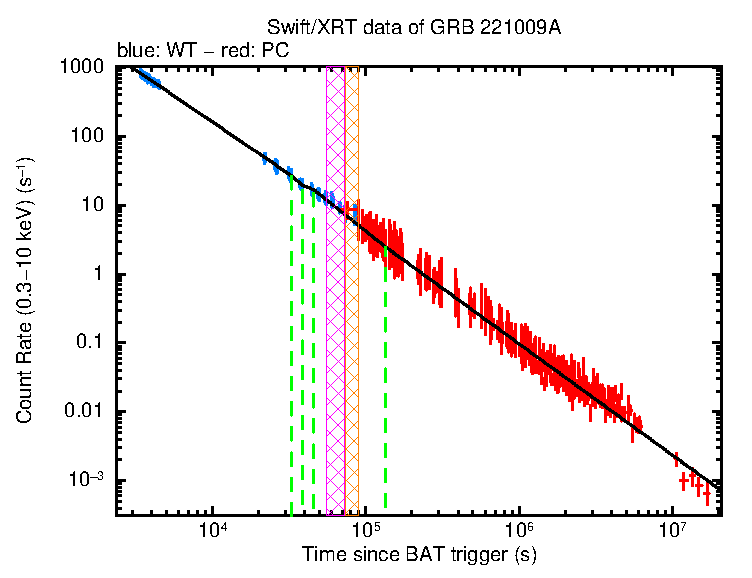 Swift/XRT data of GRB 221009A
blue: WT − red: PC
1000
100
10
1
0.1
0.01
10⁻³
10⁴ 10⁵ 10⁶ 10⁷
Count Rate (0.3−10 keV) (s⁻¹)
Time since BAT trigger (s)